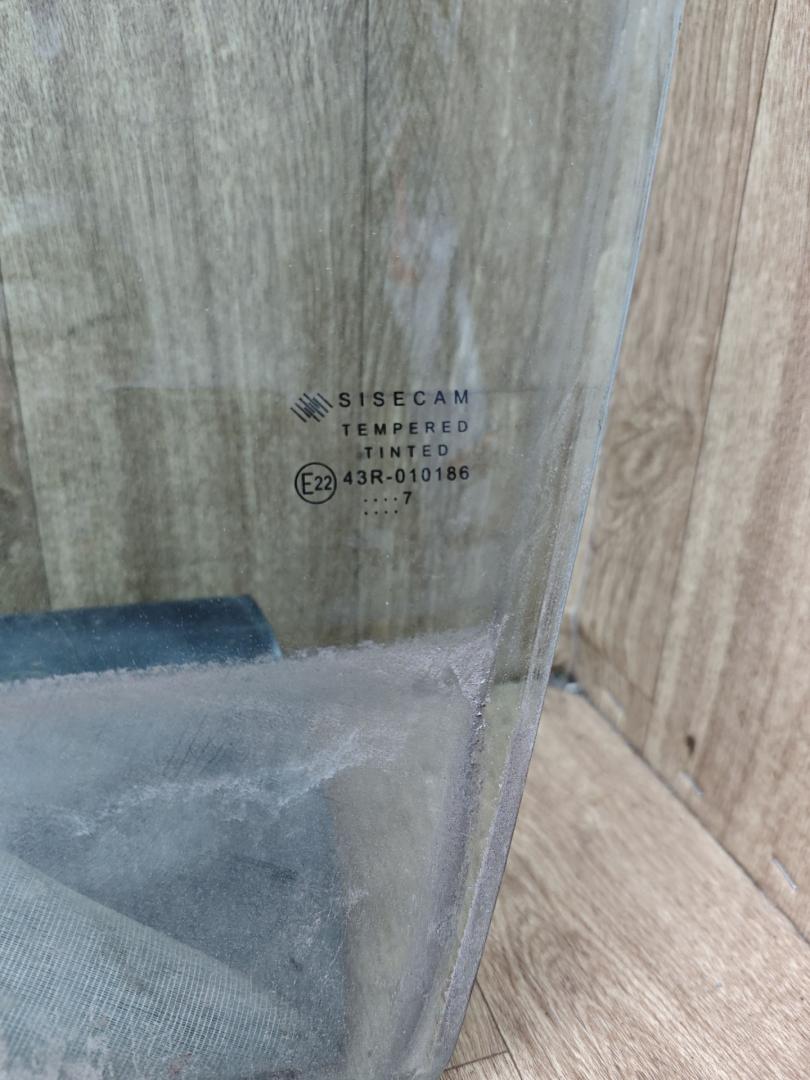 SISECAM
TEMPERED
TINTED
E22 43R-010186
....7
....